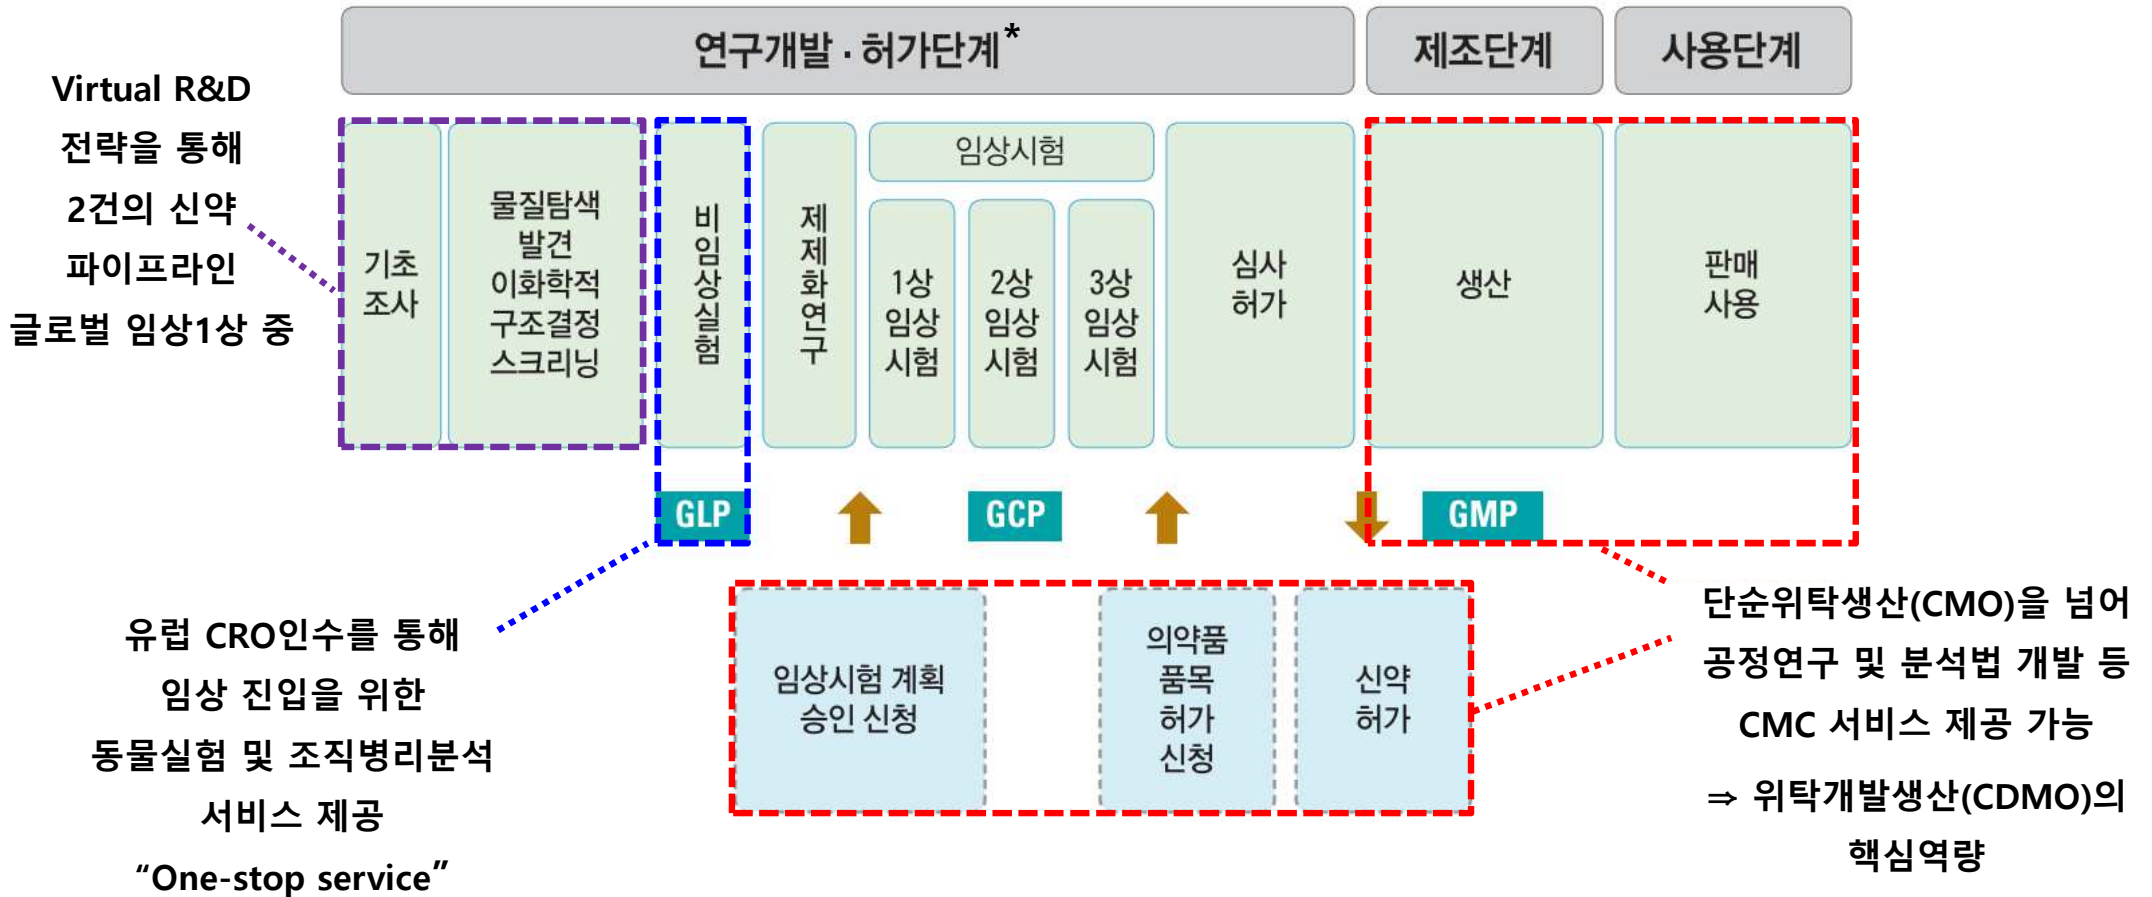 연구개발 · 허가단계*
제조단계
사용단계
Virtual R&D
전략을 통해
2건의 신약
파이프라인
글로벌 임상1상 중
기초
조사
물질탐색
발견
이화학적
구조결정
스크리닝
비임상실험
제제화연구
임상시험
1상
임상
시험
2상
임상
시험
3상
임상
시험
심사
허가
생산
판매
사용
GLP
GCP
GMP
유럽 CRO인수를 통해
임상 진입을 위한
동물실험 및 조직병리분석
서비스 제공
“One-stop service”
임상시험 계획
승인 신청
의약품
품목
허가
신청
신약
허가
단순위탁생산(CMO)을 넘어
공정연구 및 분석법 개발 등
CMC 서비스 제공 가능
⇒ 위탁개발생산(CDMO)의
핵심역량